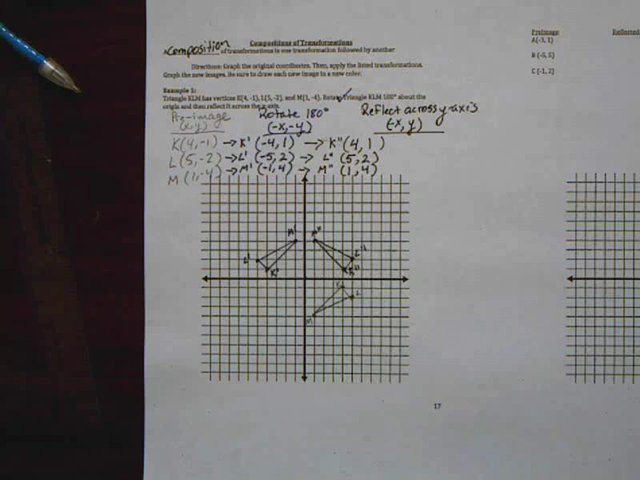 Compositions of Transformations
A composition of transformations is one transformation followed by another
Directions: Graph the original coordinates. Then, apply the listed transformations.
Graph the new images. Be sure to draw each new image in a new color.
Example 1:
Triangle KLM has vertices K(4, -1), L(5, -2), and M(1, -4). Rotate Triangle KLM 180° about the
origin and then reflect it across the y-axis.
Pre-image Rotate 180° Reflect across y-axis
(x,y) (-x,-y) (-x, y)
K(4,-1) → K' (-4, 1) → K"(4, 1)
L(5,-2) → L' (-5, 2) → L" (5, 2)
M (1,-4) → M' (-1, 4) → M" (1, 4)
M' M"
L' L"
K' K"
K
L
M
17
Preimage
A(-3, 1)
C (-1, 2)